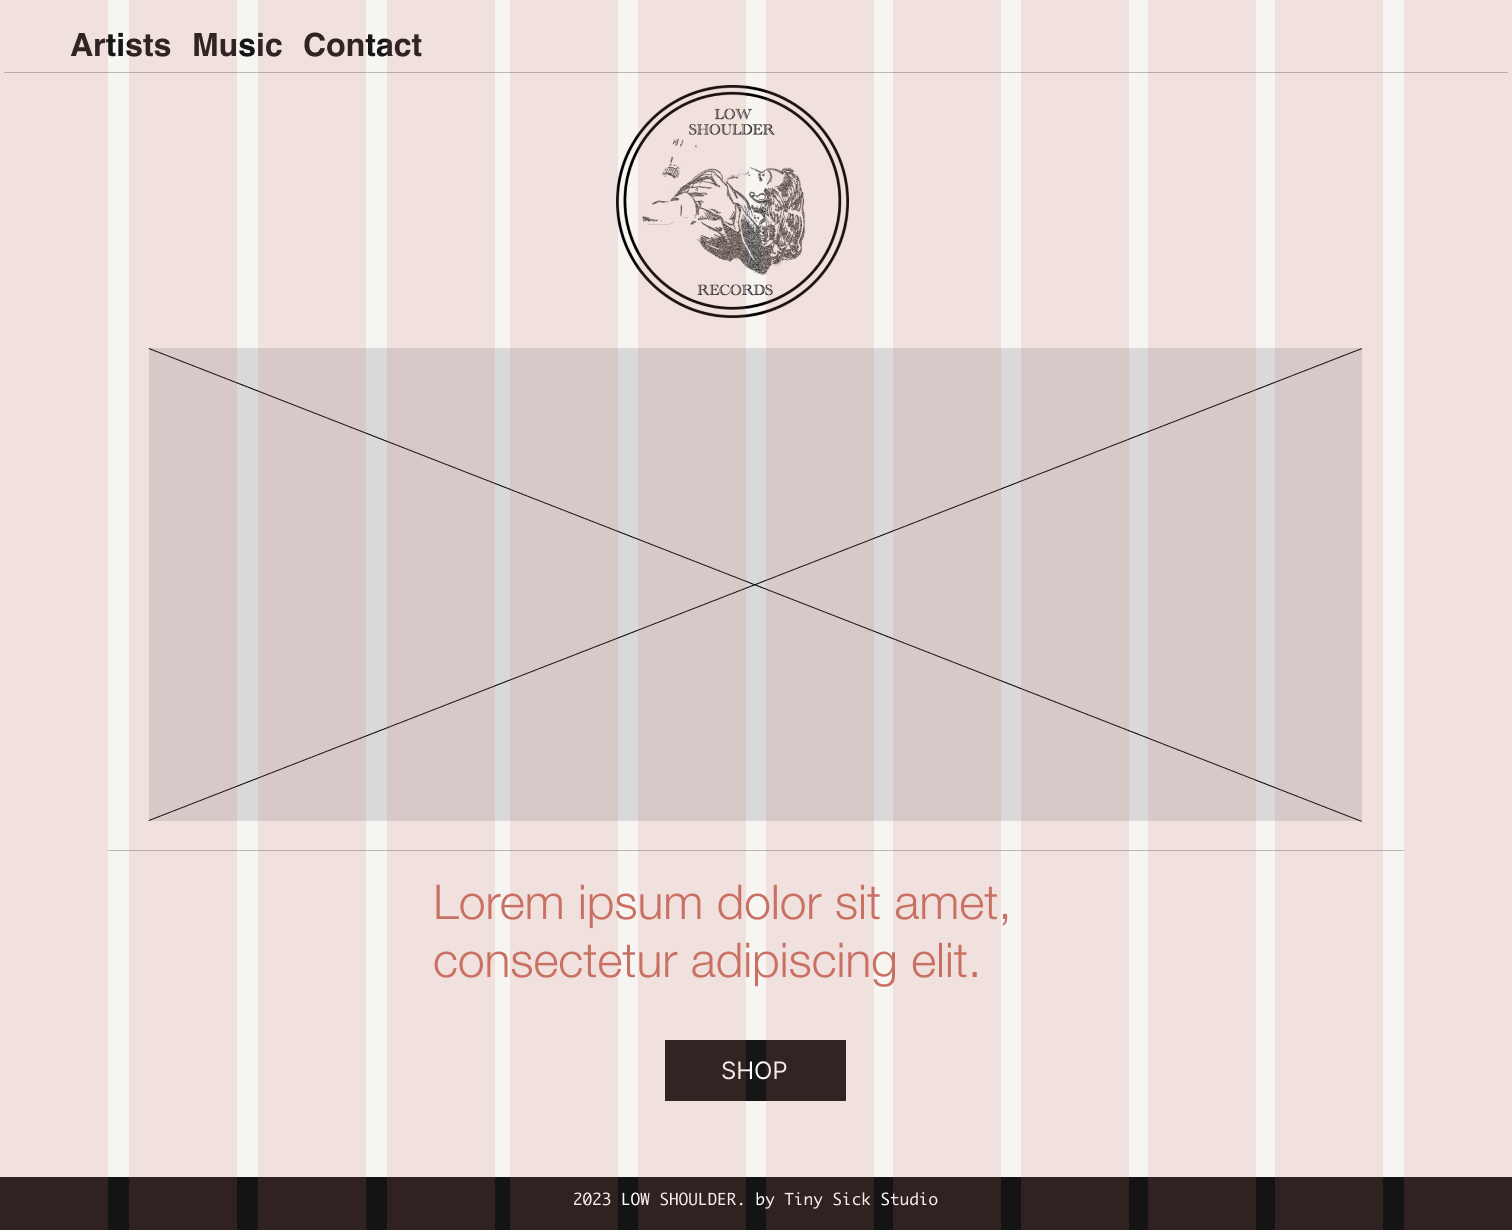 Artists Music Contact
LOW
SHOULDER
RECORDS
Lorem ipsum dolor sit amet,
consectetur adipiscing elit.
SHOP
2023 LOW SHOULDER. by Tiny Sick Studio